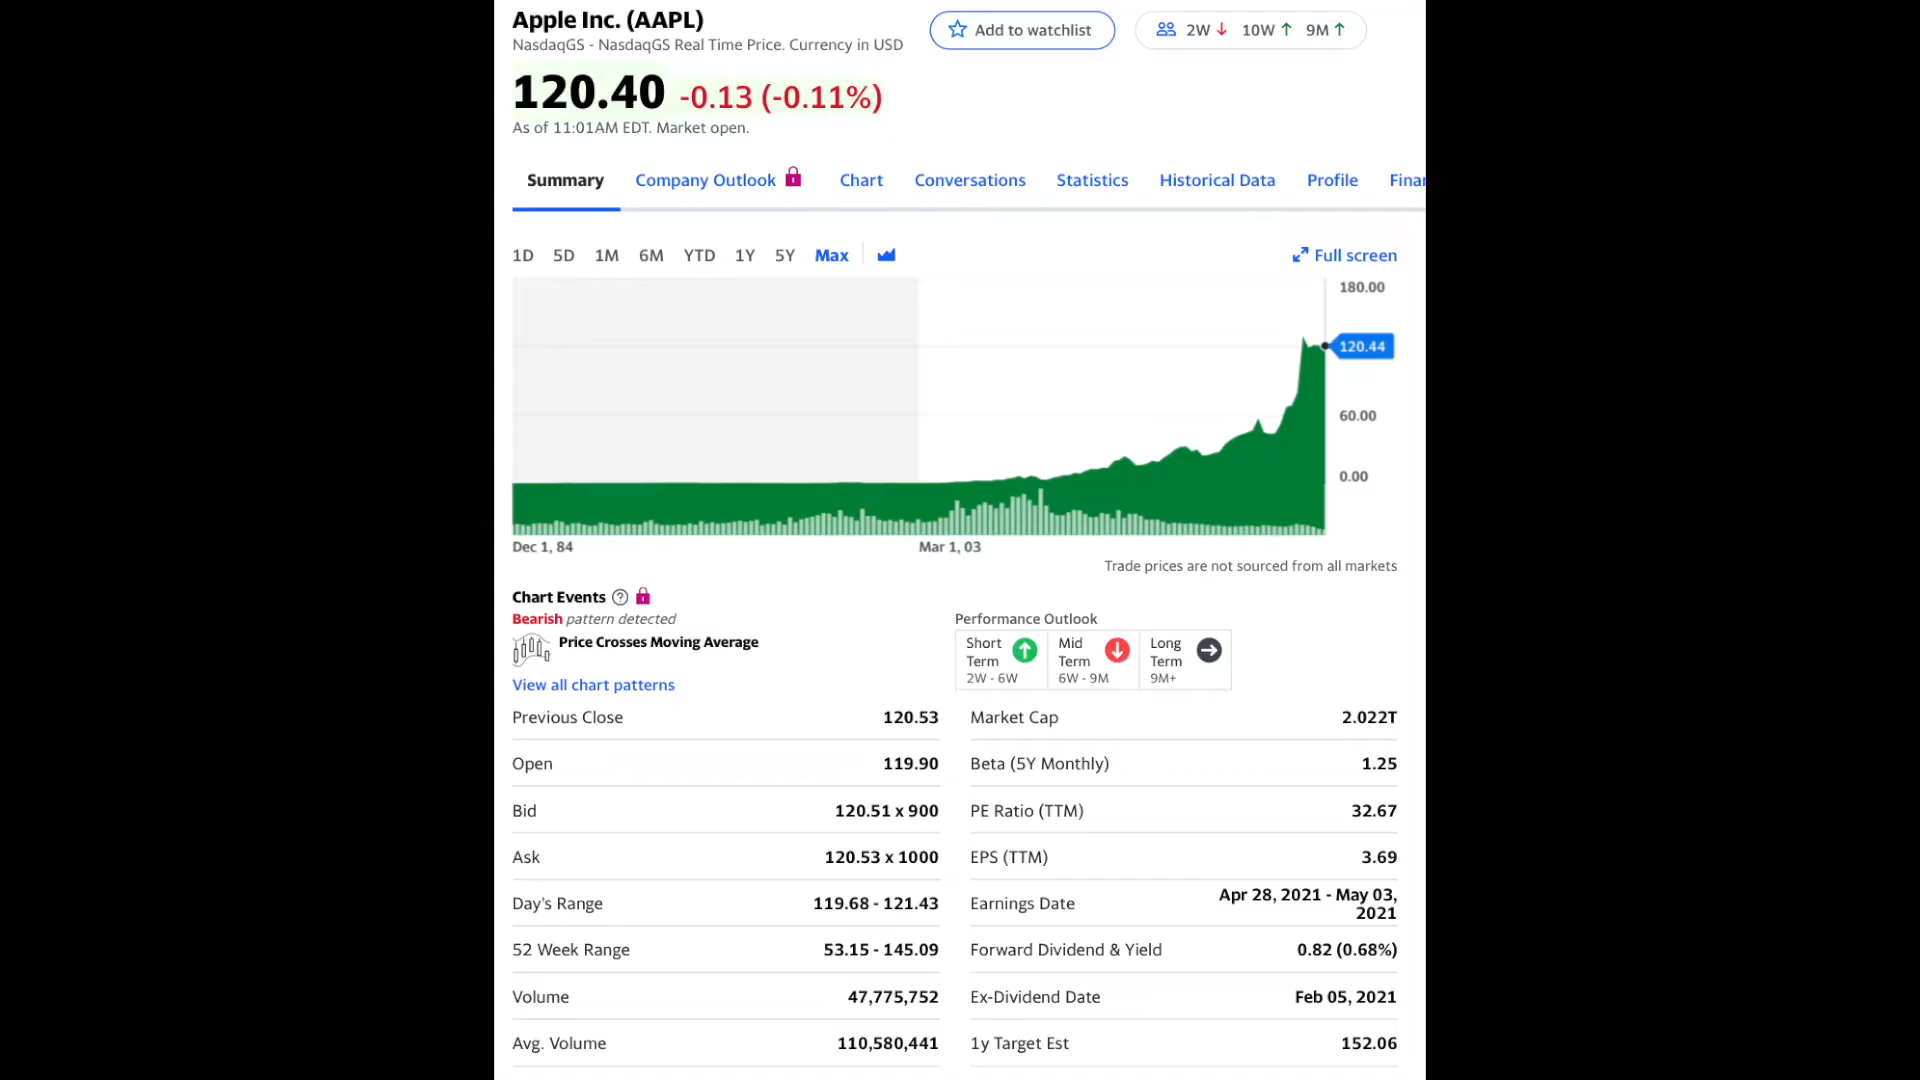 Apple Inc. (AAPL)
NasdaqGS - NasdaqGS Real Time Price. Currency in USD
Add to watchlist
2W 10W 9M
120.40 -0.13 (-0.11%)
As of 11:01AM EDT. Market open.
Summary Company Outlook Chart Conversations Statistics Historical Data Profile Finan
1D 5D 1M 6M YTD 1Y 5Y Max Full screen
180.00
120.44
60.00
0.00
Dec 1, 84 Mar 1, 03
Trade prices are not sourced from all markets
Chart Events ?
Bearish pattern detected
Price Crosses Moving Average
View all chart patterns
Performance Outlook
Short Term 2W - 6W
Mid Term 6W - 9M
Long Term 9M+
Previous Close 120.53
Open 119.90
Bid 120.51 x 900
Ask 120.53 x 1000
Day's Range 119.68 - 121.43
52 Week Range 53.15 - 145.09
Volume 47,775,752
Avg. Volume 110,580,441
Market Cap 2.022T
Beta (5Y Monthly) 1.25
PE Ratio (TTM) 32.67
EPS (TTM) 3.69
Earnings Date Apr 28, 2021 - May 03, 2021
Forward Dividend & Yield 0.82 (0.68%)
Ex-Dividend Date Feb 05, 2021
1y Target Est 152.06